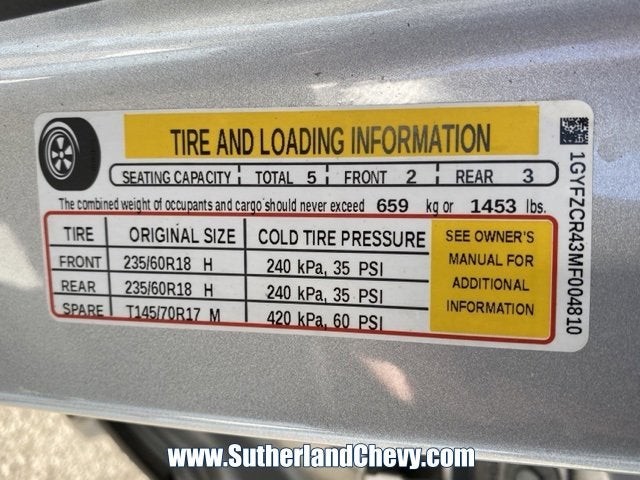 TIRE AND LOADING INFORMATION
SEATING CAPACITY TOTAL 5 FRONT 2 REAR 3
The combined weight of occupants and cargo should never exceed 659 kg or 1453 lbs.
TIRE ORIGINAL SIZE COLD TIRE PRESSURE
FRONT 235/60R18 H 240 kPa, 35 PSI
REAR 235/60R18 H 240 kPa, 35 PSI
SPARE T145/70R17 M 420 kPa, 60 PSI
SEE OWNER'S
MANUAL FOR
ADDITIONAL
INFORMATION
1GYFZCR43MF004810
www.SutherlandChevy.com